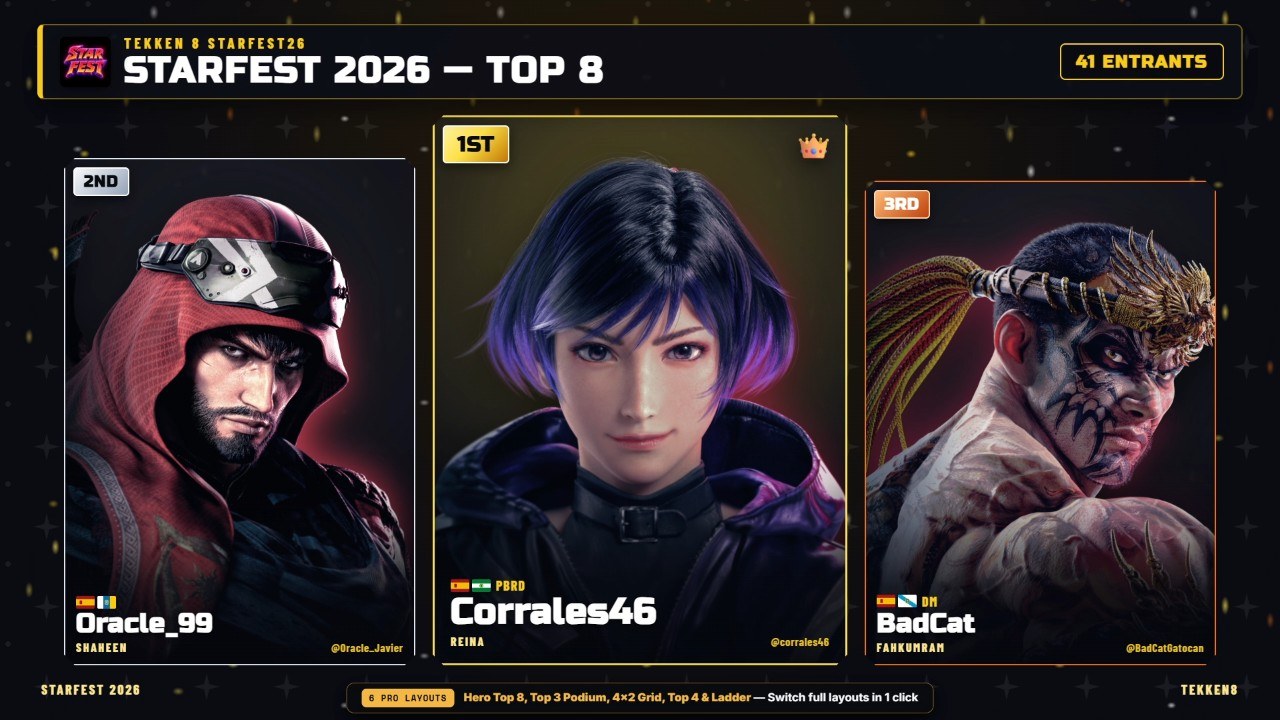 STAR FEST
TEKKEN 8 STARFEST26
STARFEST 2026 — TOP 8
41 ENTRANTS
2ND
1ST
3RD
Oracle_99
SHAHEEN
@Oracle_Javier
PBRD
Corrales46
REINA
@corrales46
DM
BadCat
FAHKUMRAM
@BadCatGatocan
STARFEST 2026
6 PRO LAYOUTS
Hero Top 8, Top 3 Podium, 4×2 Grid, Top 4 & Ladder — Switch full layouts in 1 click
TEKKEN8